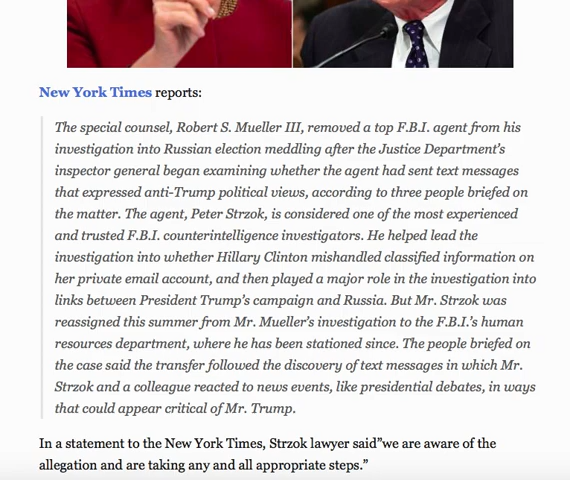 New York Times reports:
The special counsel, Robert S. Mueller III, removed a top F.B.I. agent from his
investigation into Russian election meddling after the Justice Department's
inspector general began examining whether the agent had sent text messages
that expressed anti-Trump political views, according to three people briefed on
the matter. The agent, Peter Strzok, is considered one of the most experienced
and trusted F.B.I. counterintelligence investigators. He helped lead the
investigation into whether Hillary Clinton mishandled classified information on
her private email account, and then played a major role in the investigation into
links between President Trump's campaign and Russia. But Mr. Strzok was
reassigned this summer from Mr. Mueller's investigation to the F.B.I.'s human
resources department, where he has been stationed since. The people briefed on
the case said the transfer followed the discovery of text messages in which Mr.
Strzok and a colleague reacted to news events, like presidential debates, in ways
that could appear critical of Mr. Trump.
In a statement to the New York Times, Strzok lawyer said”we are aware of the
allegation and are taking any and all appropriate steps.”